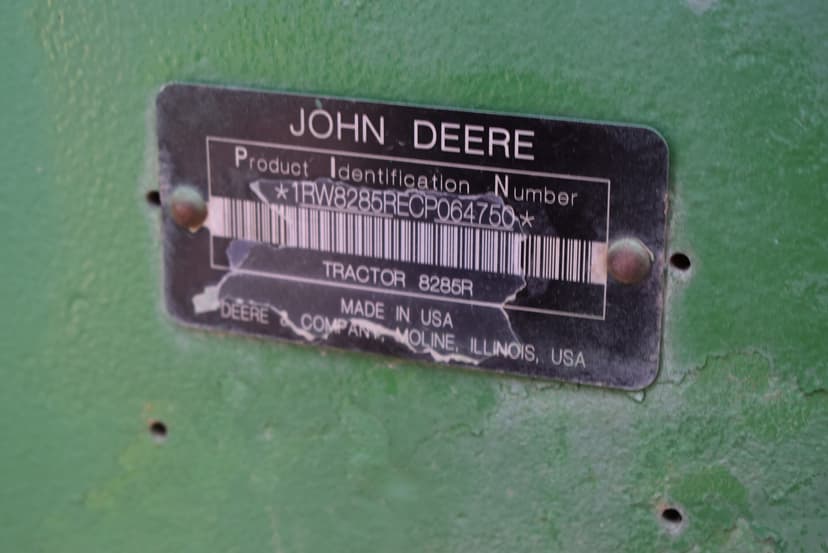 JOHN DEERE
Product Identification Number
*1RW8285RECP064750*
TRACTOR 8285R
MADE IN USA
DEERE & COMPANY, MOLINE, ILLINOIS, USA